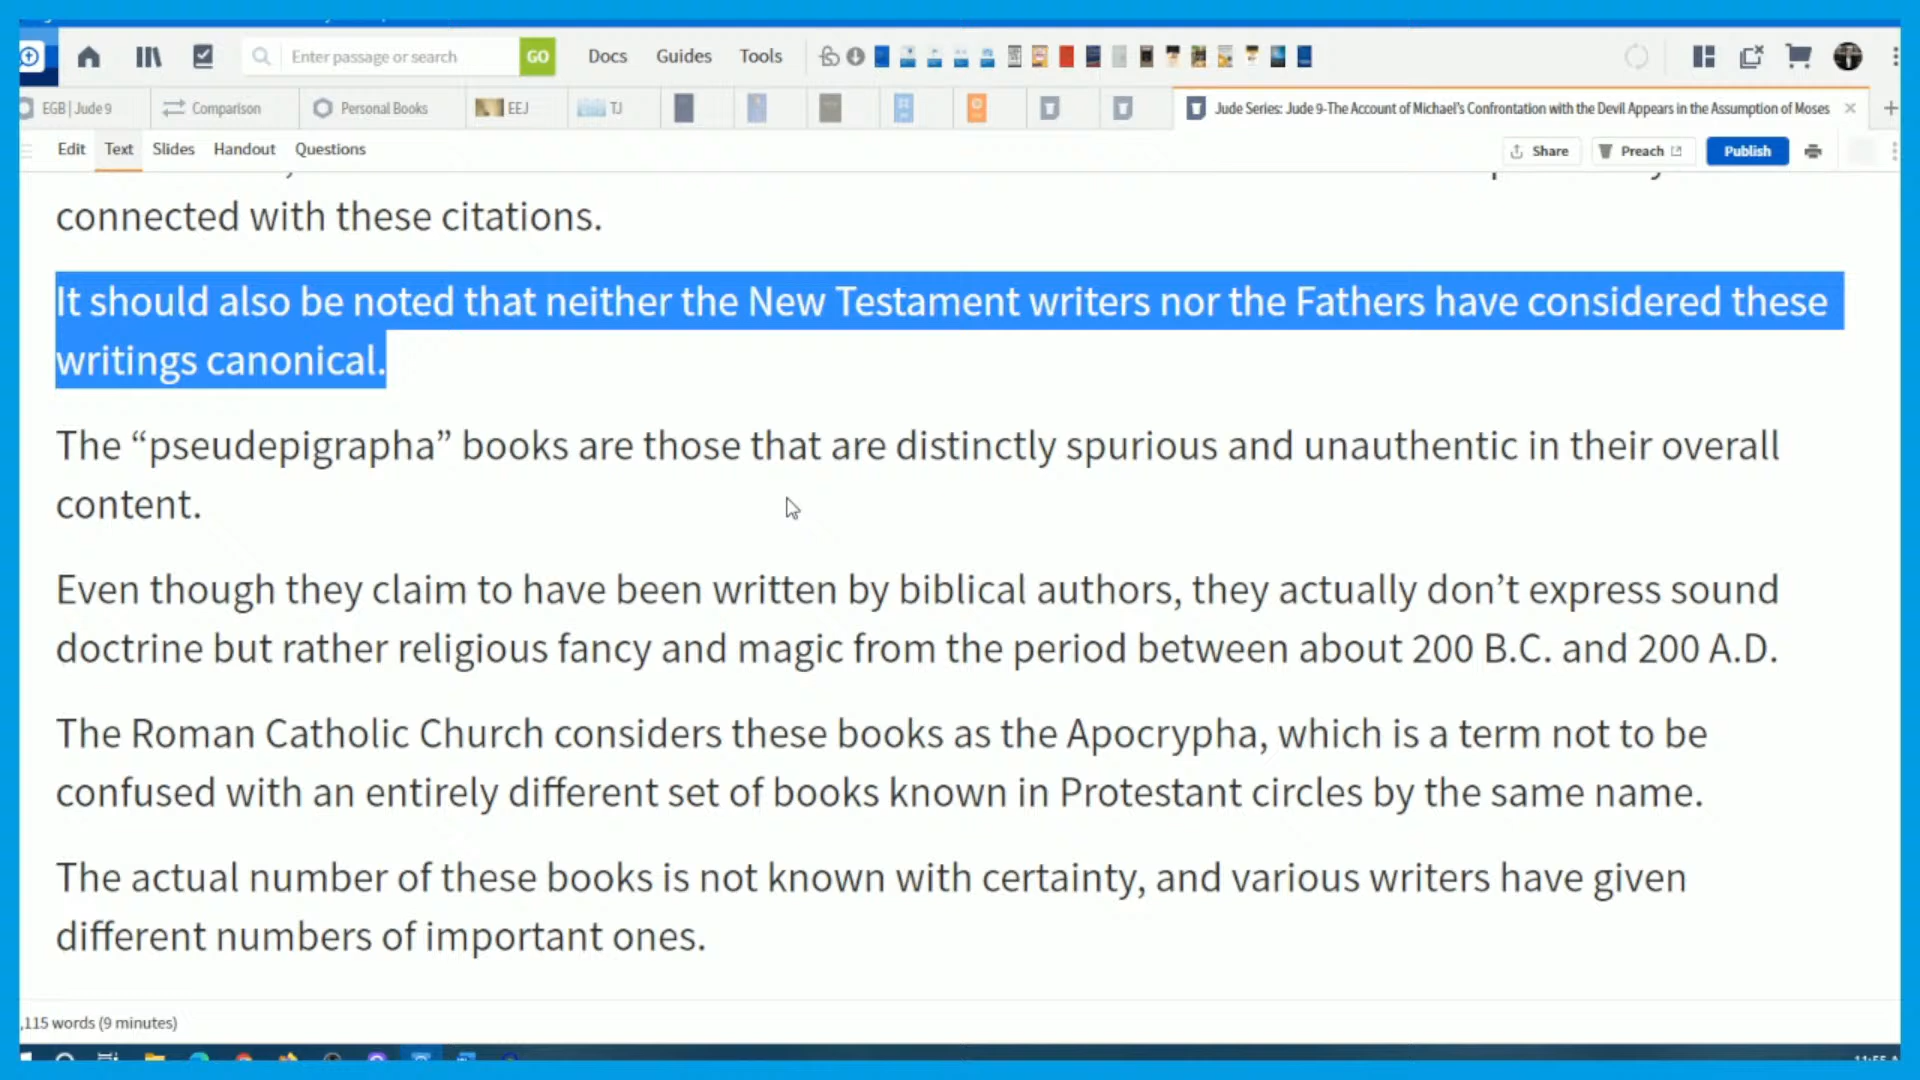 Enter passage or search
GO
Docs
Guides
Tools
EGB | Jude 9
Comparison
Personal Books
EEJ
TJ
Jude Series: Jude 9-The Account of Michael's Confrontation with the Devil Appears in the Assumption of Moses
Edit
Text
Slides
Handout
Questions
Share
Preach
Publish
connected with these citations.
It should also be noted that neither the New Testament writers nor the Fathers have considered these
writings canonical.
The “pseudepigrapha” books are those that are distinctly spurious and unauthentic in their overall
content.
Even though they claim to have been written by biblical authors, they actually don’t express sound
doctrine but rather religious fancy and magic from the period between about 200 B.C. and 200 A.D.
The Roman Catholic Church considers these books as the Apocrypha, which is a term not to be
confused with an entirely different set of books known in Protestant circles by the same name.
The actual number of these books is not known with certainty, and various writers have given
different numbers of important ones.
,115 words (9 minutes)